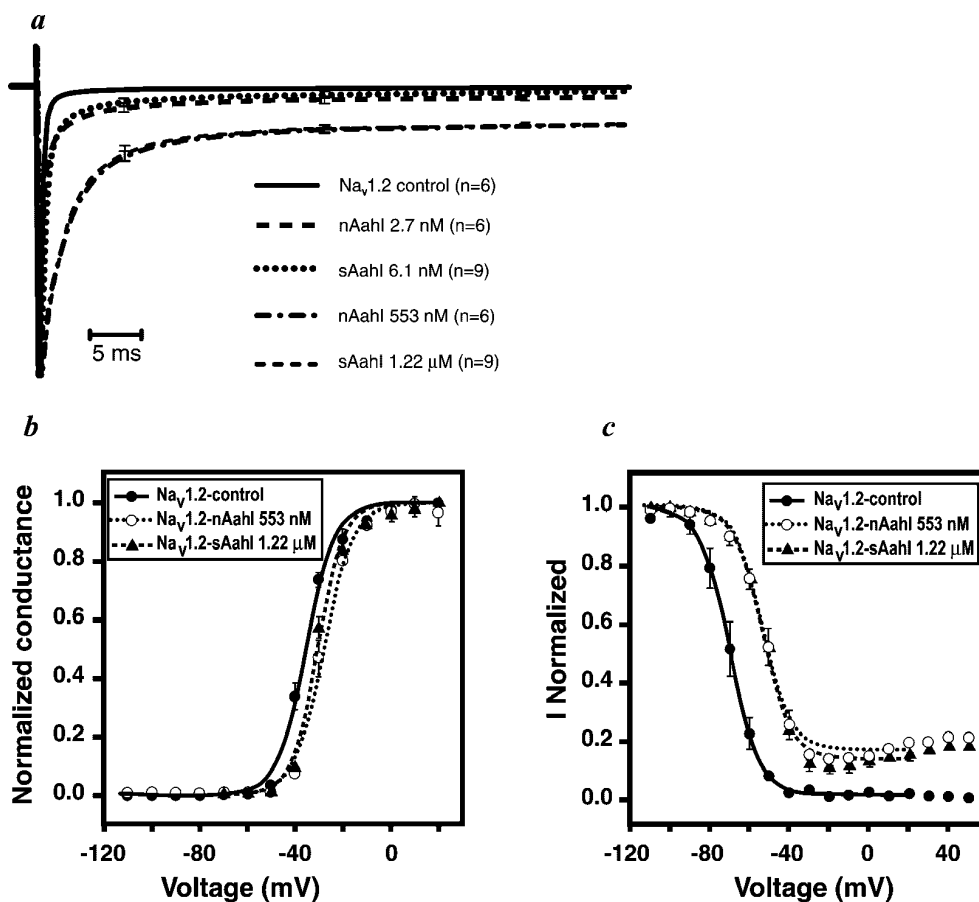 a
Nav1.2 control (n=6)
nAahI 2.7 nM (n=6)
sAahI 6.1 nM (n=9)
nAahI 553 nM (n=6)
sAahI 1.22 μM (n=9)
5 ms
b
Normalized conductance
1.0
0.8
0.6
0.4
0.2
0.0
NaV1.2-control
NaV1.2-nAahI 553 nM
NaV1.2-sAahI 1.22 μM
-120
-80
-40
0
Voltage (mV)
c
I Normalized
1.0
0.8
0.6
0.4
0.2
0.0
NaV1.2-control
NaV1.2-nAahI 553 nM
NaV1.2-sAahI 1.22 μM
-120
-80
-40
0
40
Voltage (mV)